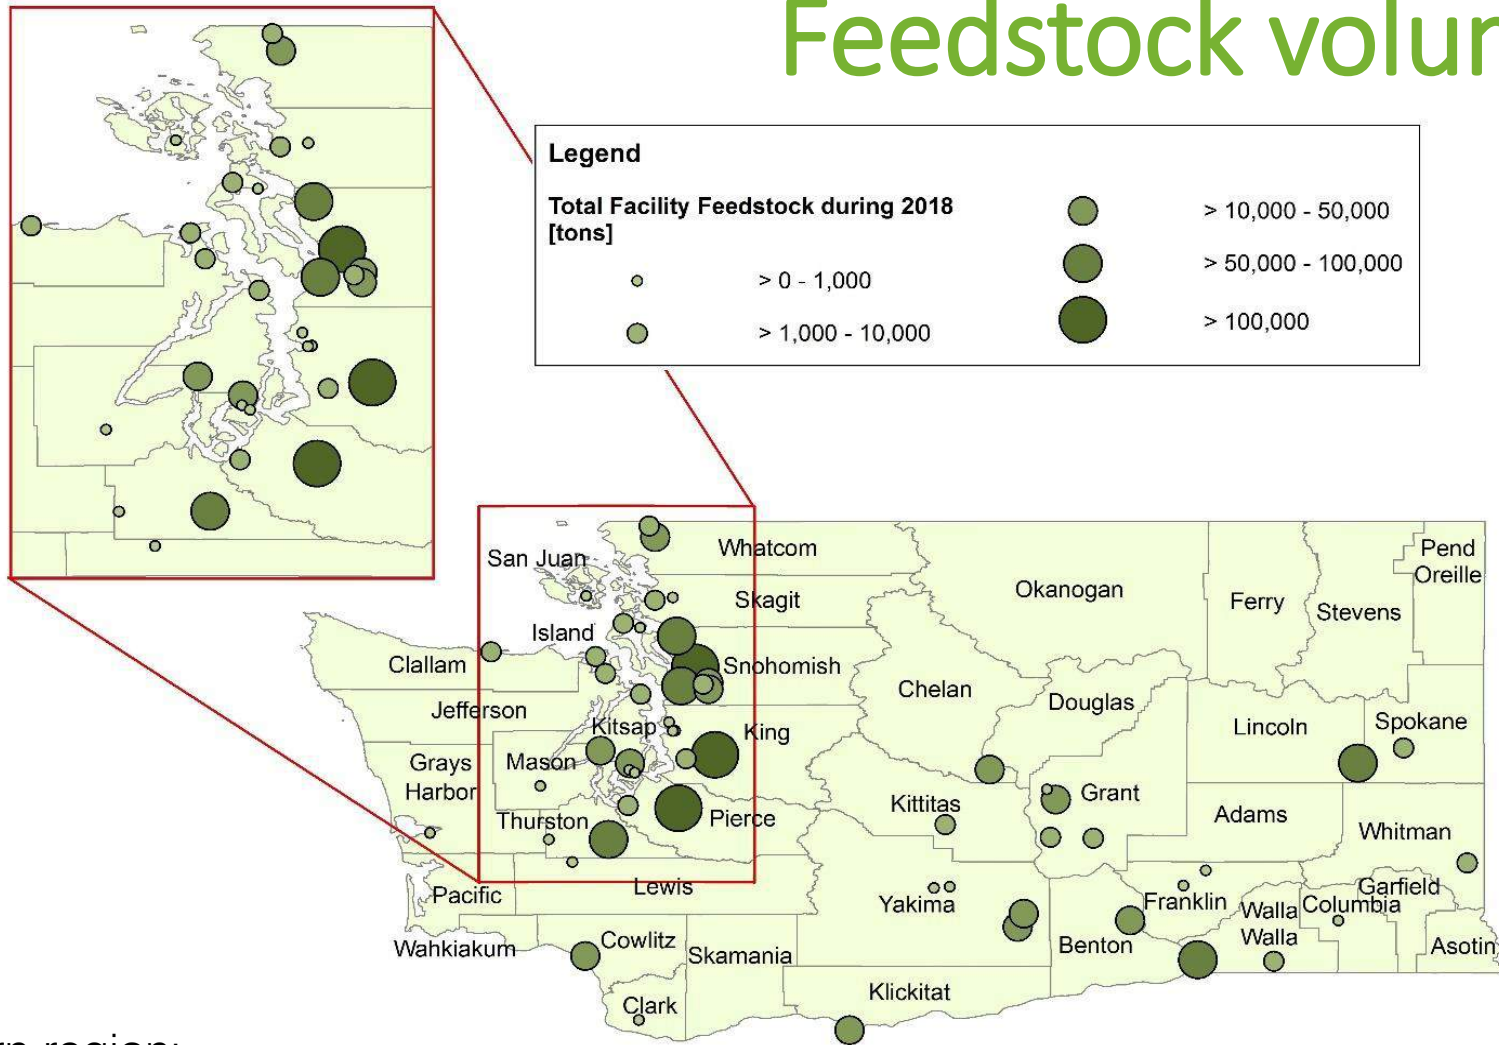 Feedstock
Legend
Total Facility Feedstock during 2018
[tons]
> 0 - 1,000
> 1,000 - 10,000
> 10,000 - 50,000
> 50,000 - 100,000
> 100,000
San Juan
Whatcom
Skagit
Island
Clallam
Snohomish
Jefferson
Kitsap
King
Grays
Harbor
Mason
Thurston
Pierce
Pacific
Lewis
Wahkiakum
Cowlitz
Skamania
Clark
Okanogan
Ferry
Stevens
Pend
Oreille
Chelan
Douglas
Lincoln
Spokane
Kittitas
Grant
Adams
Whitman
Yakima
Franklin
Benton
Walla
Walla
Columbia
Garfield
Asotin
Klickitat
region: